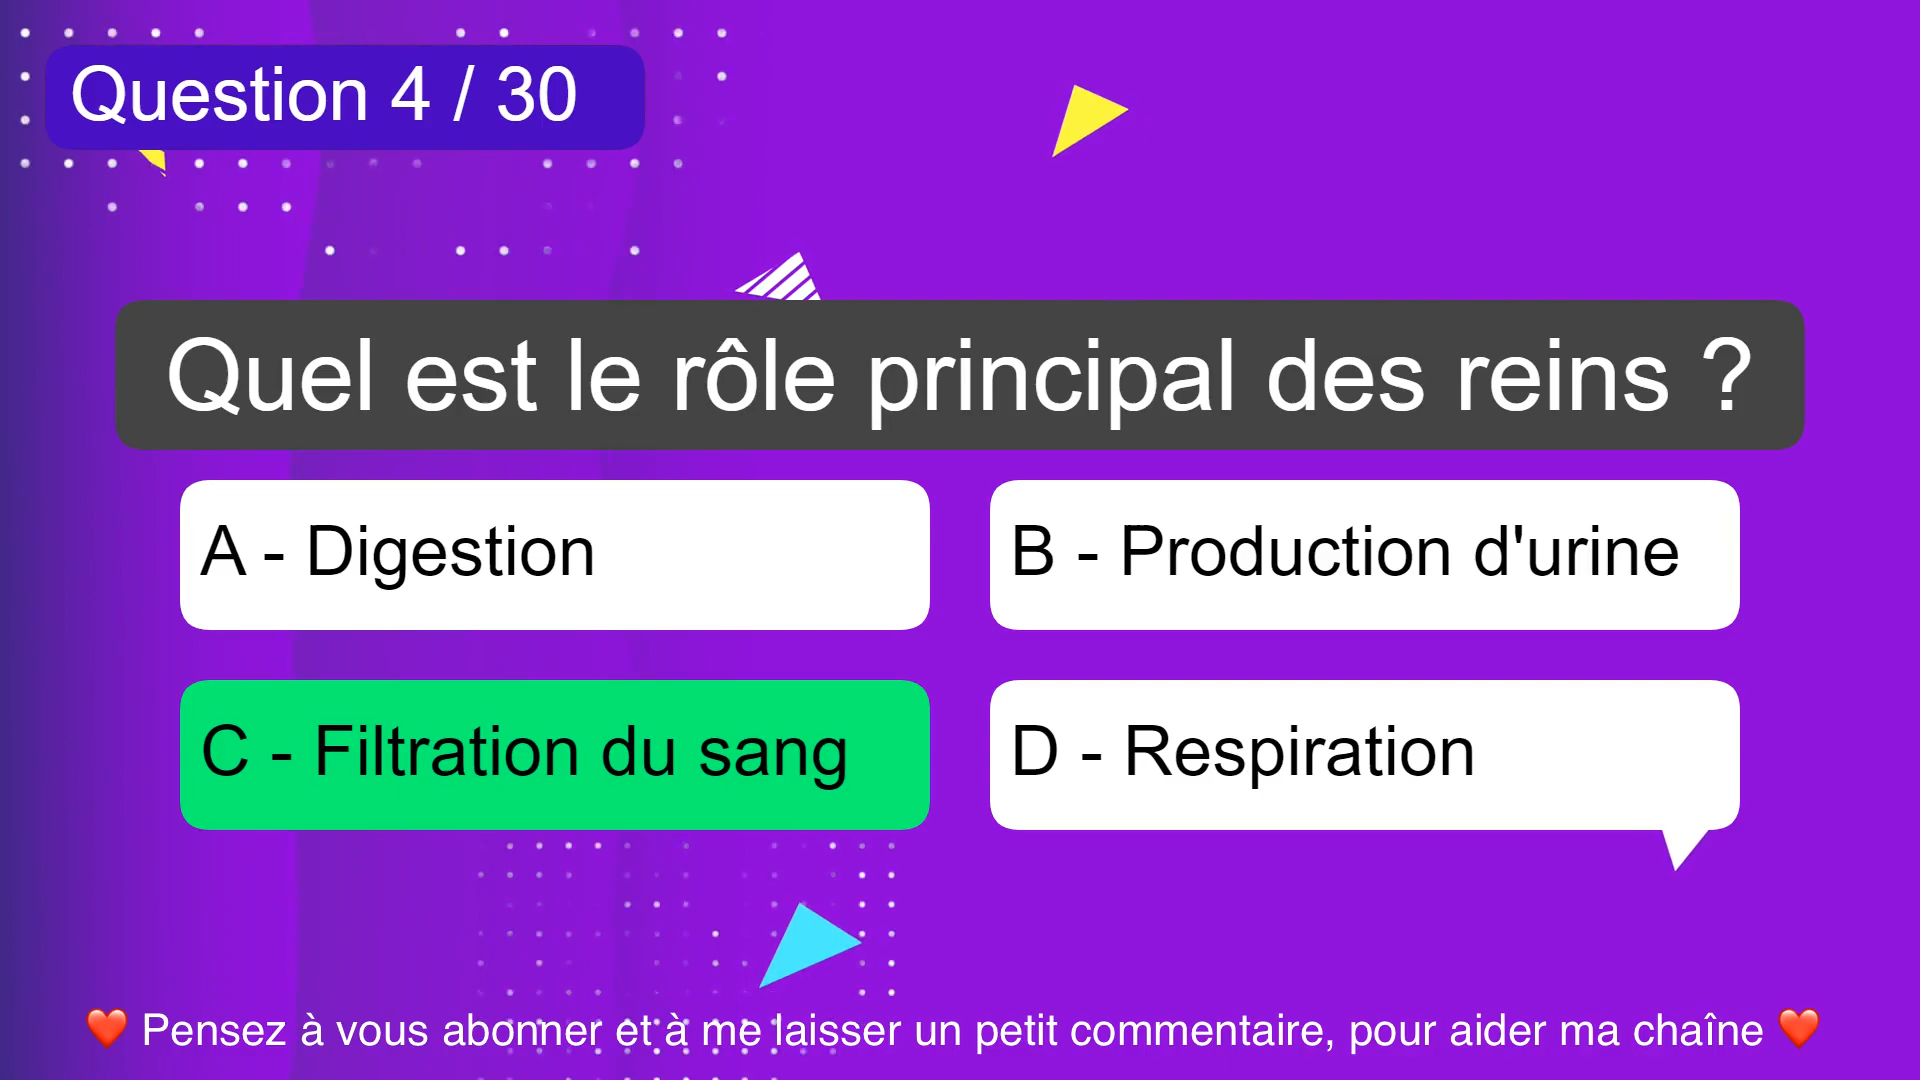 Question 4 / 30
Quel est le rôle principal des reins ?
A - Digestion
B - Production d'urine
C - Filtration du sang
D - Respiration
❤️ Pensez à vous abonner et à me laisser un petit commentaire, pour aider ma chaîne ❤️